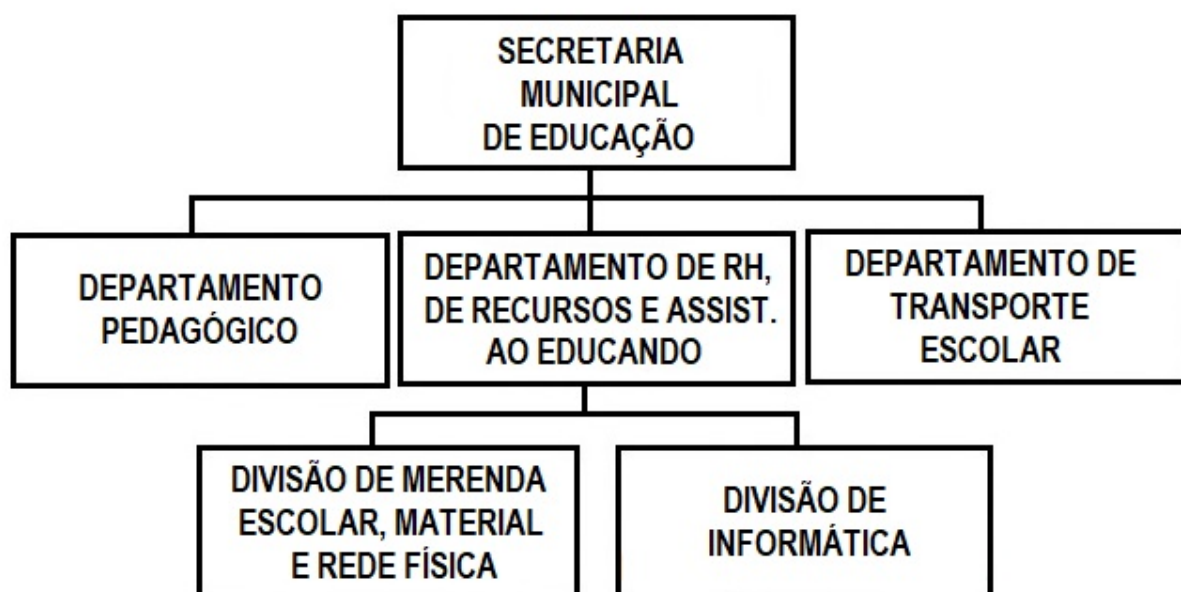 SECRETARIA
MUNICIPAL
DE EDUCAÇÃO
DEPARTAMENTO
PEDAGÓGICO
DEPARTAMENTO DE RH,
DE RECURSOS E ASSIST.
AO EDUCANDO
DEPARTAMENTO DE
TRANSPORTE
ESCOLAR
DIVISÃO DE MERENDA
ESCOLAR, MATERIAL
E REDE FÍSICA
DIVISÃO DE
INFORMÁTICA